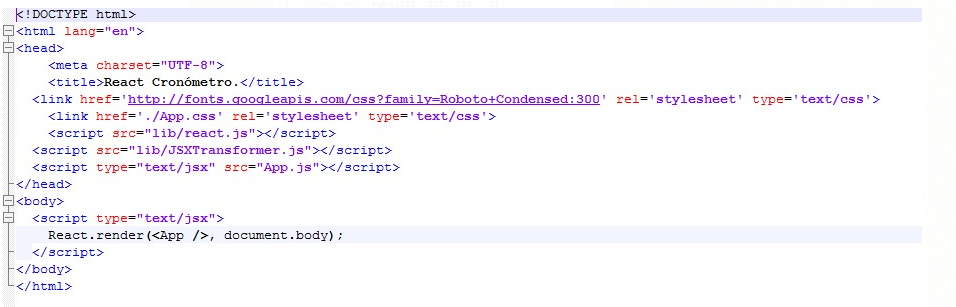 <!DOCTYPE html>
<html lang="en">
<head>
    <meta charset="UTF-8">
    <title>React Cronómetro.</title>
  <link href='http://fonts.googleapis.com/css?family=Roboto+Condensed:300' rel='stylesheet' type='text/css'>
    <link href='./App.css' rel='stylesheet' type='text/css'>
    <script src="lib/react.js"></script>
  <script src="lib/JSXTransformer.js"></script>
  <script type="text/jsx" src="App.js"></script>
</head>
<body>
  <script type="text/jsx">
    React.render(<App />, document.body);
  </script>
</body>
</html>